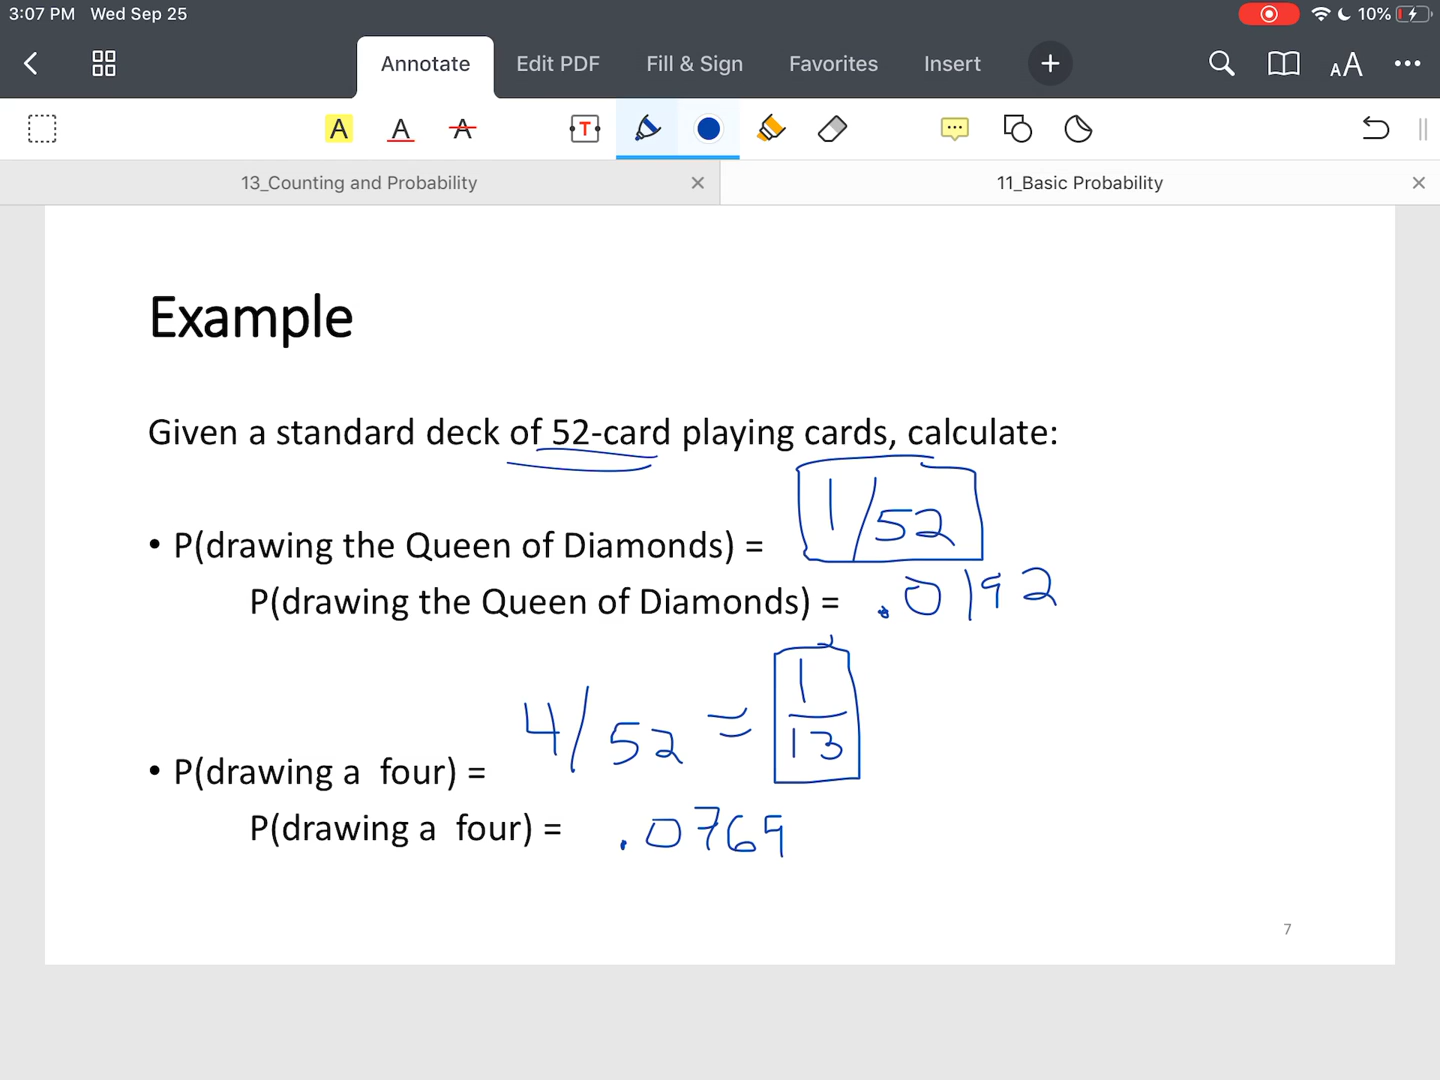 3:07 PM Wed Sep 25 10%
Annotate Edit PDF Fill & Sign Favorites Insert AA
A A A T
13_Counting and Probability 11_Basic Probability
Example
Given a standard deck of 52-card playing cards, calculate:
• P(drawing the Queen of Diamonds) = 1/52
P(drawing the Queen of Diamonds) = .0192
• P(drawing a four) = 4/52 = 1/13
P(drawing a four) = .0769
7